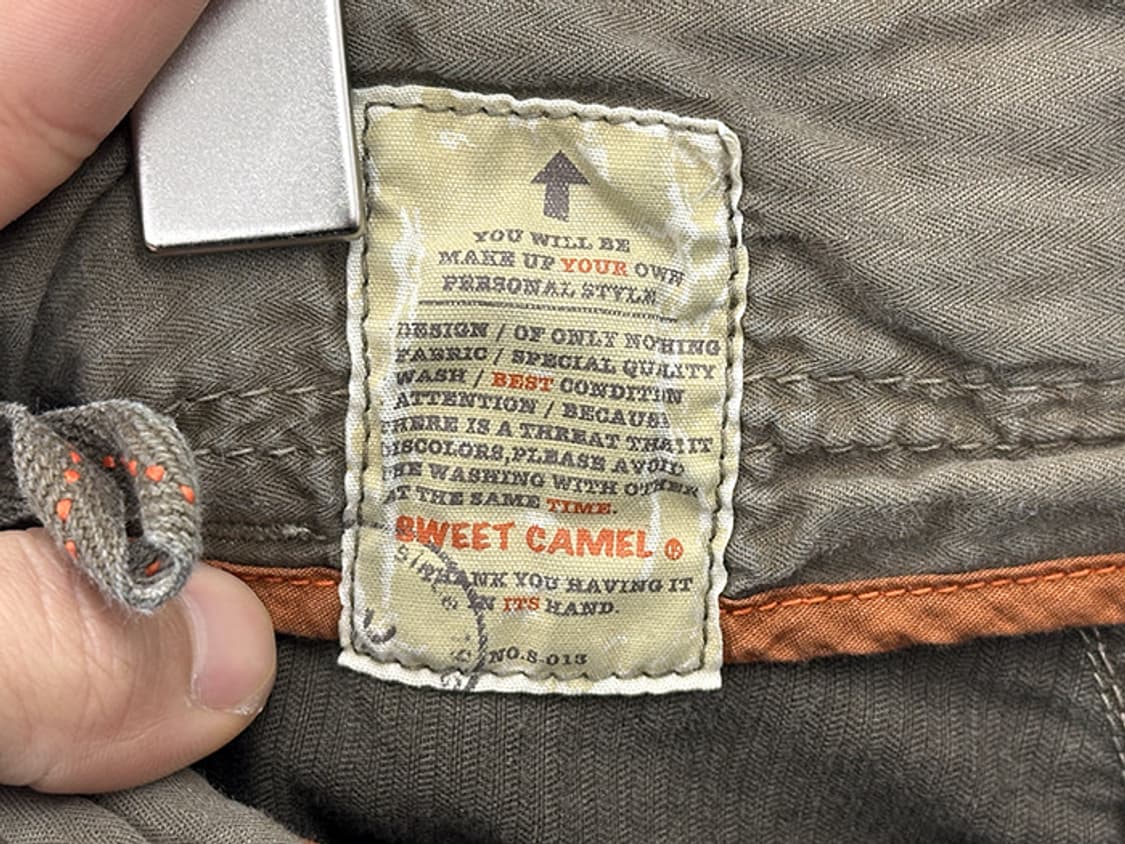 YOU WILL BE
MAKE UP YOUR OWN
PERSONAL STYLE
DESIGN / OF ONLY NOTHING
FABRIC / SPECIAL QUALITY
WASH / BEST CONDITION
ATTENTION / BECAUSE
THERE IS A THREAT THAT IT
DISCOLORS, PLEASE AVOID
THE WASHING WITH OTHER
AT THE SAME TIME.
SWEET CAMEL ®
THANK YOU HAVING IT
IN ITS HAND.
NO.S-013